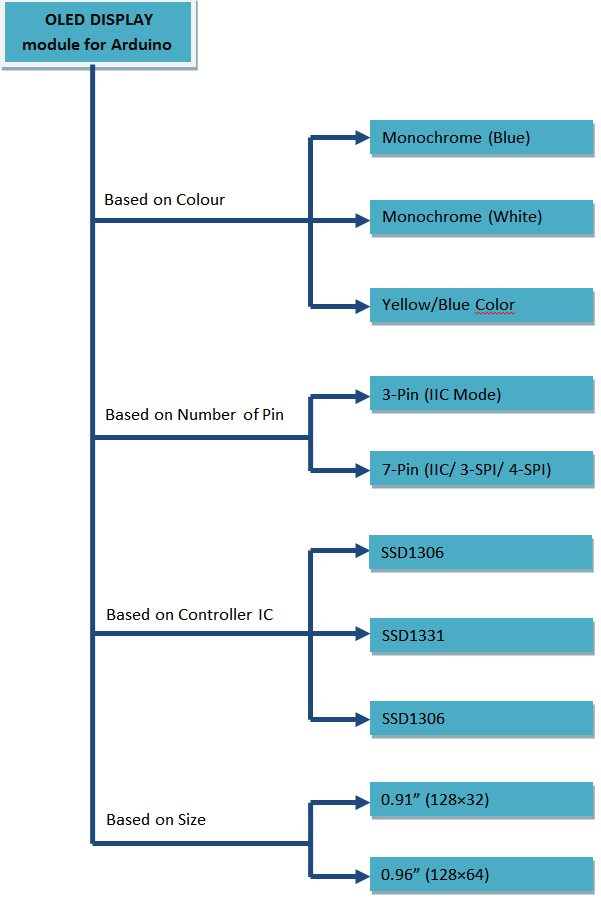 OLED DISPLAY
module for Arduino
Monochrome (Blue)
Based on Colour
Monochrome (White)
Yellow/Blue Color
3-Pin (IIC Mode)
Based on Number of Pin
7-Pin (IIC/ 3-SPI/ 4-SPI)
SSD1306
Based on Controller IC
SSD1331
SSD1306
0.91” (128×32)
Based on Size
0.96” (128×64)